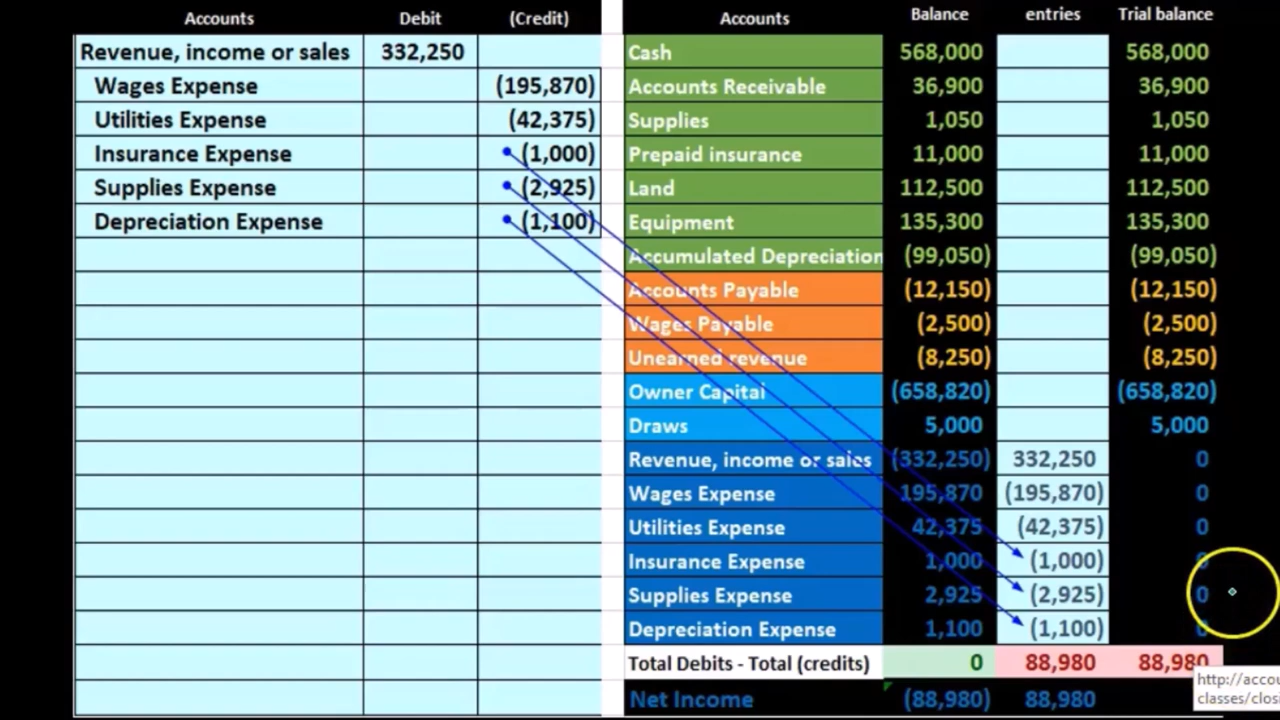 Accounts Debit (Credit)
Revenue, income or sales 332,250
Wages Expense (195,870)
Utilities Expense (42,375)
Insurance Expense (1,000)
Supplies Expense (2,925)
Depreciation Expense (1,100)
Accounts Balance entries Trial balance
Cash 568,000 568,000
Accounts Receivable 36,900 36,900
Supplies 1,050 1,050
Prepaid insurance 11,000 11,000
Land 112,500 112,500
Equipment 135,300 135,300
Accumulated Depreciation (99,050) (99,050)
Accounts Payable (12,150) (12,150)
Wages Payable (2,500) (2,500)
Unearned revenue (8,250) (8,250)
Owner Capital (658,820) (658,820)
Draws 5,000 5,000
Revenue, income or sales (332,250) 332,250 0
Wages Expense 195,870 (195,870) 0
Utilities Expense 42,375 (42,375) 0
Insurance Expense 1,000 (1,000) 0
Supplies Expense 2,925 (2,925) 0
Depreciation Expense 1,100 (1,100) 0
Total Debits - Total (credits) 0 88,980 88,980
Net Income (88,980) 88,980
http://accou
classes/closi